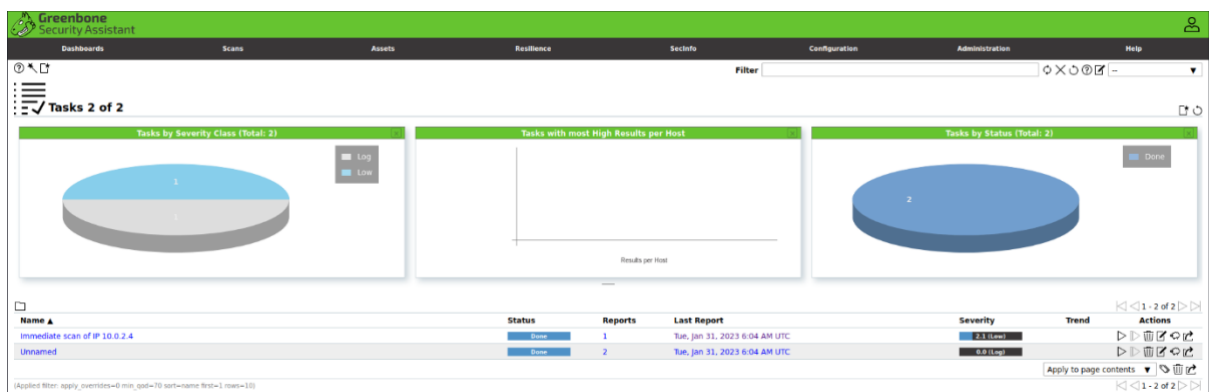 Greenbone
Security Assistant
Dashboards Scans Assets Resilience SecInfo Configuration Administration Help
Filter --
Tasks 2 of 2
Tasks by Severity Class (Total: 2)
1
1
Log
Low
Tasks with most High Results per Host
Results per Host
Tasks by Status (Total: 2)
2
Done
1 - 2 of 2
Name ▲ Status Reports Last Report Severity Trend Actions
Immediate scan of IP 10.0.2.4 Done 1 Tue, Jan 31, 2023 6:04 AM UTC 2.1 (Low)
Unnamed Done 2 Tue, Jan 31, 2023 6:04 AM UTC 0.0 (Log)
Apply to page contents ▼
(Applied filter: apply_overrides=0 min_qod=70 sort=name first=1 rows=10)
1 - 2 of 2